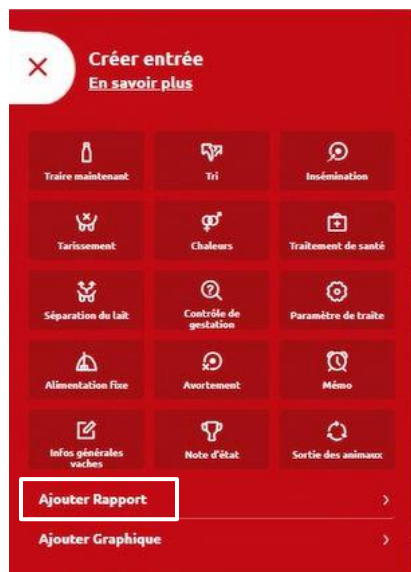 Créer entrée
En savoir plus
Traire maintenant
Tri
Insémination
Tarissement
Chaleurs
Traitement de santé
Séparation du lait
Contrôle de
gestation
Paramètre de traite
Alimentation fixe
Avortement
Mémo
Infos générales
vaches
Note d'état
Sortie des animaux
Ajouter Rapport
Ajouter Graphique